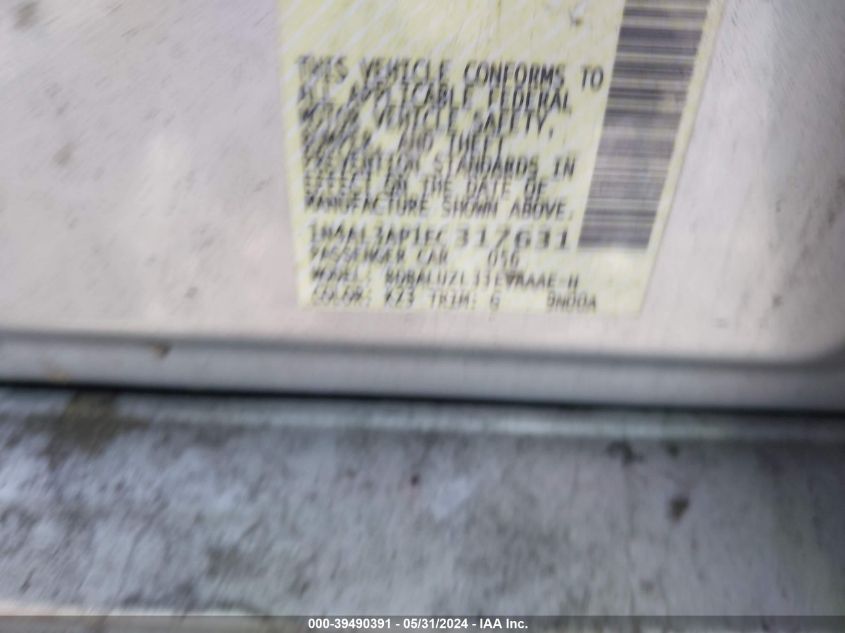 THIS VEHICLE CONFORMS TO
ALL APPLICABLE FEDERAL
MOTOR VEHICLE SAFETY,
BUMPER, AND THEFT
PREVENTION STANDARDS IN
EFFECT ON THE DATE OF
MANUFACTURE SHOWN ABOVE.
1N4AL3AP1EC317631
PASSENGER CAR
MODEL:
COLOR: K23 TRIM: G
000-39490391 - 05/31/2024 - IAA Inc.